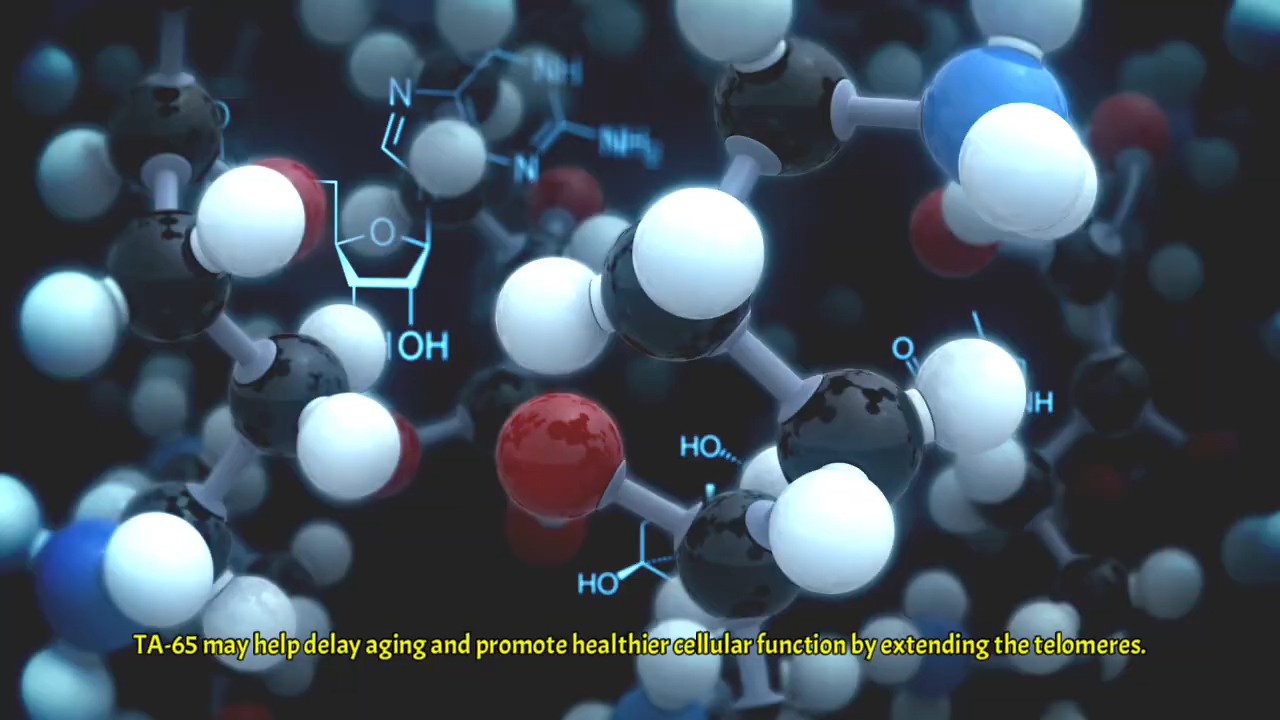 N
NH
N
NH₂
O
OH
O
NH
HO
HO
TA-65 may help delay aging and promote healthier cellular function by extending the telomeres.